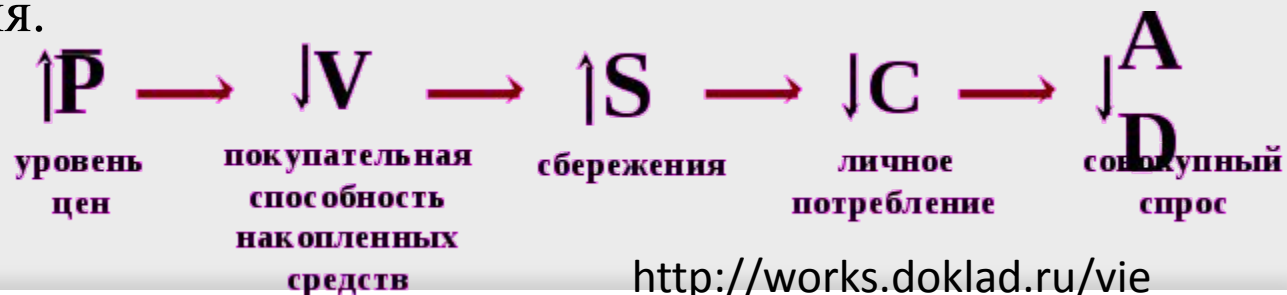 ия.
↑P̅ → ↓V → ↑S → ↓C → ↓AD
уровень цен
покупательная
способность
накопленных
средств
сбережения
личное
потребление
совокупный
спрос
http://works.doklad.ru/vie